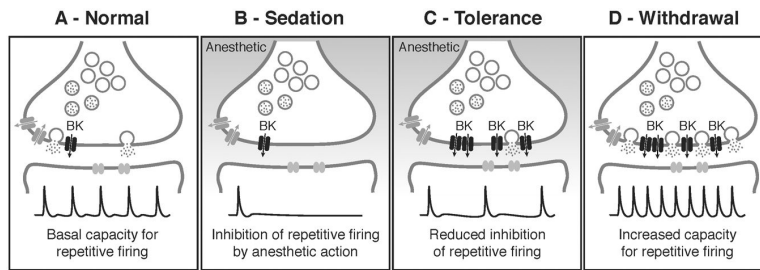 A - Normal
B - Sedation
C - Tolerance
D - Withdrawal
Anesthetic
Anesthetic
BK
BK
BK BK BK
BK BK BK
Basal capacity for
repetitive firing
Inhibition of repetitive firing
by anesthetic action
Reduced inhibition
of repetitive firing
Increased capacity
for repetitive firing